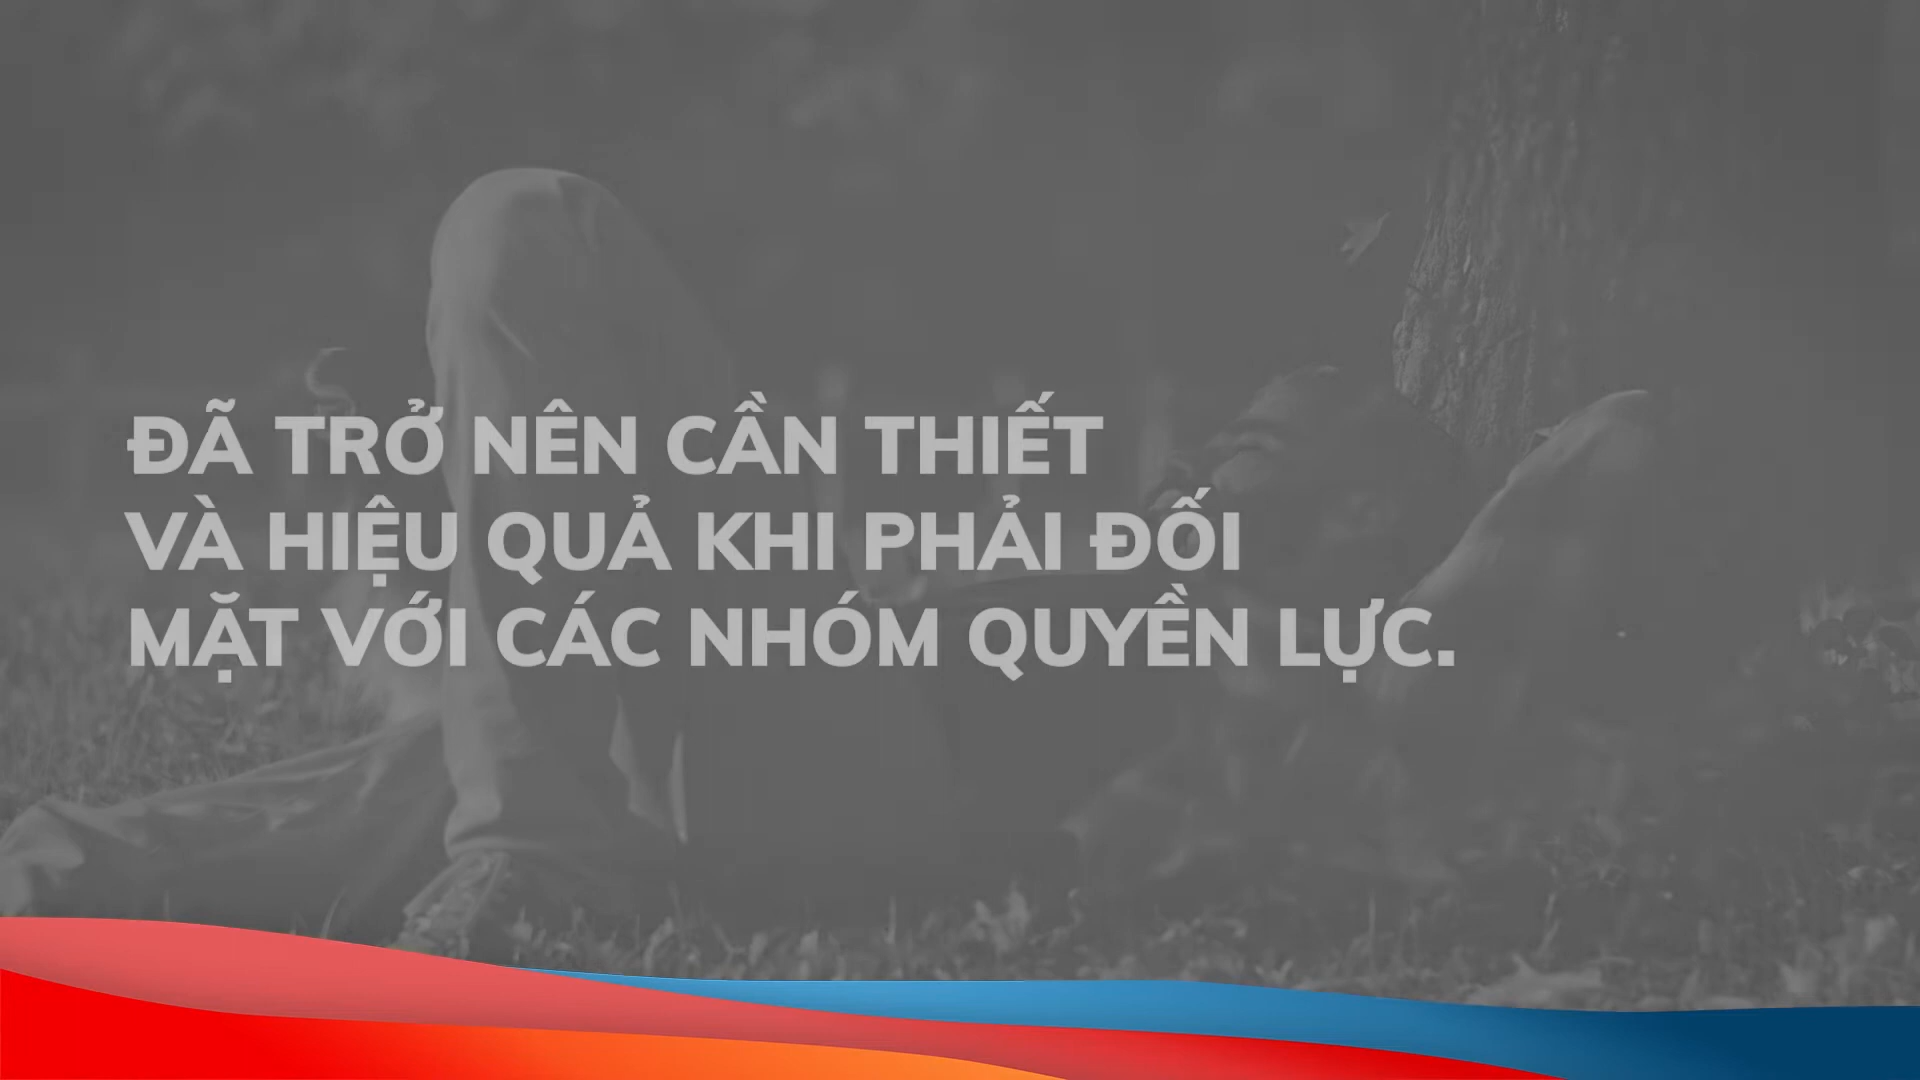 ĐÃ TRỞ NÊN CẦN THIẾT
VÀ HIỆU QUẢ KHI PHẢI ĐỐI
MẶT VỚI CÁC NHÓM QUYỀN LỰC.